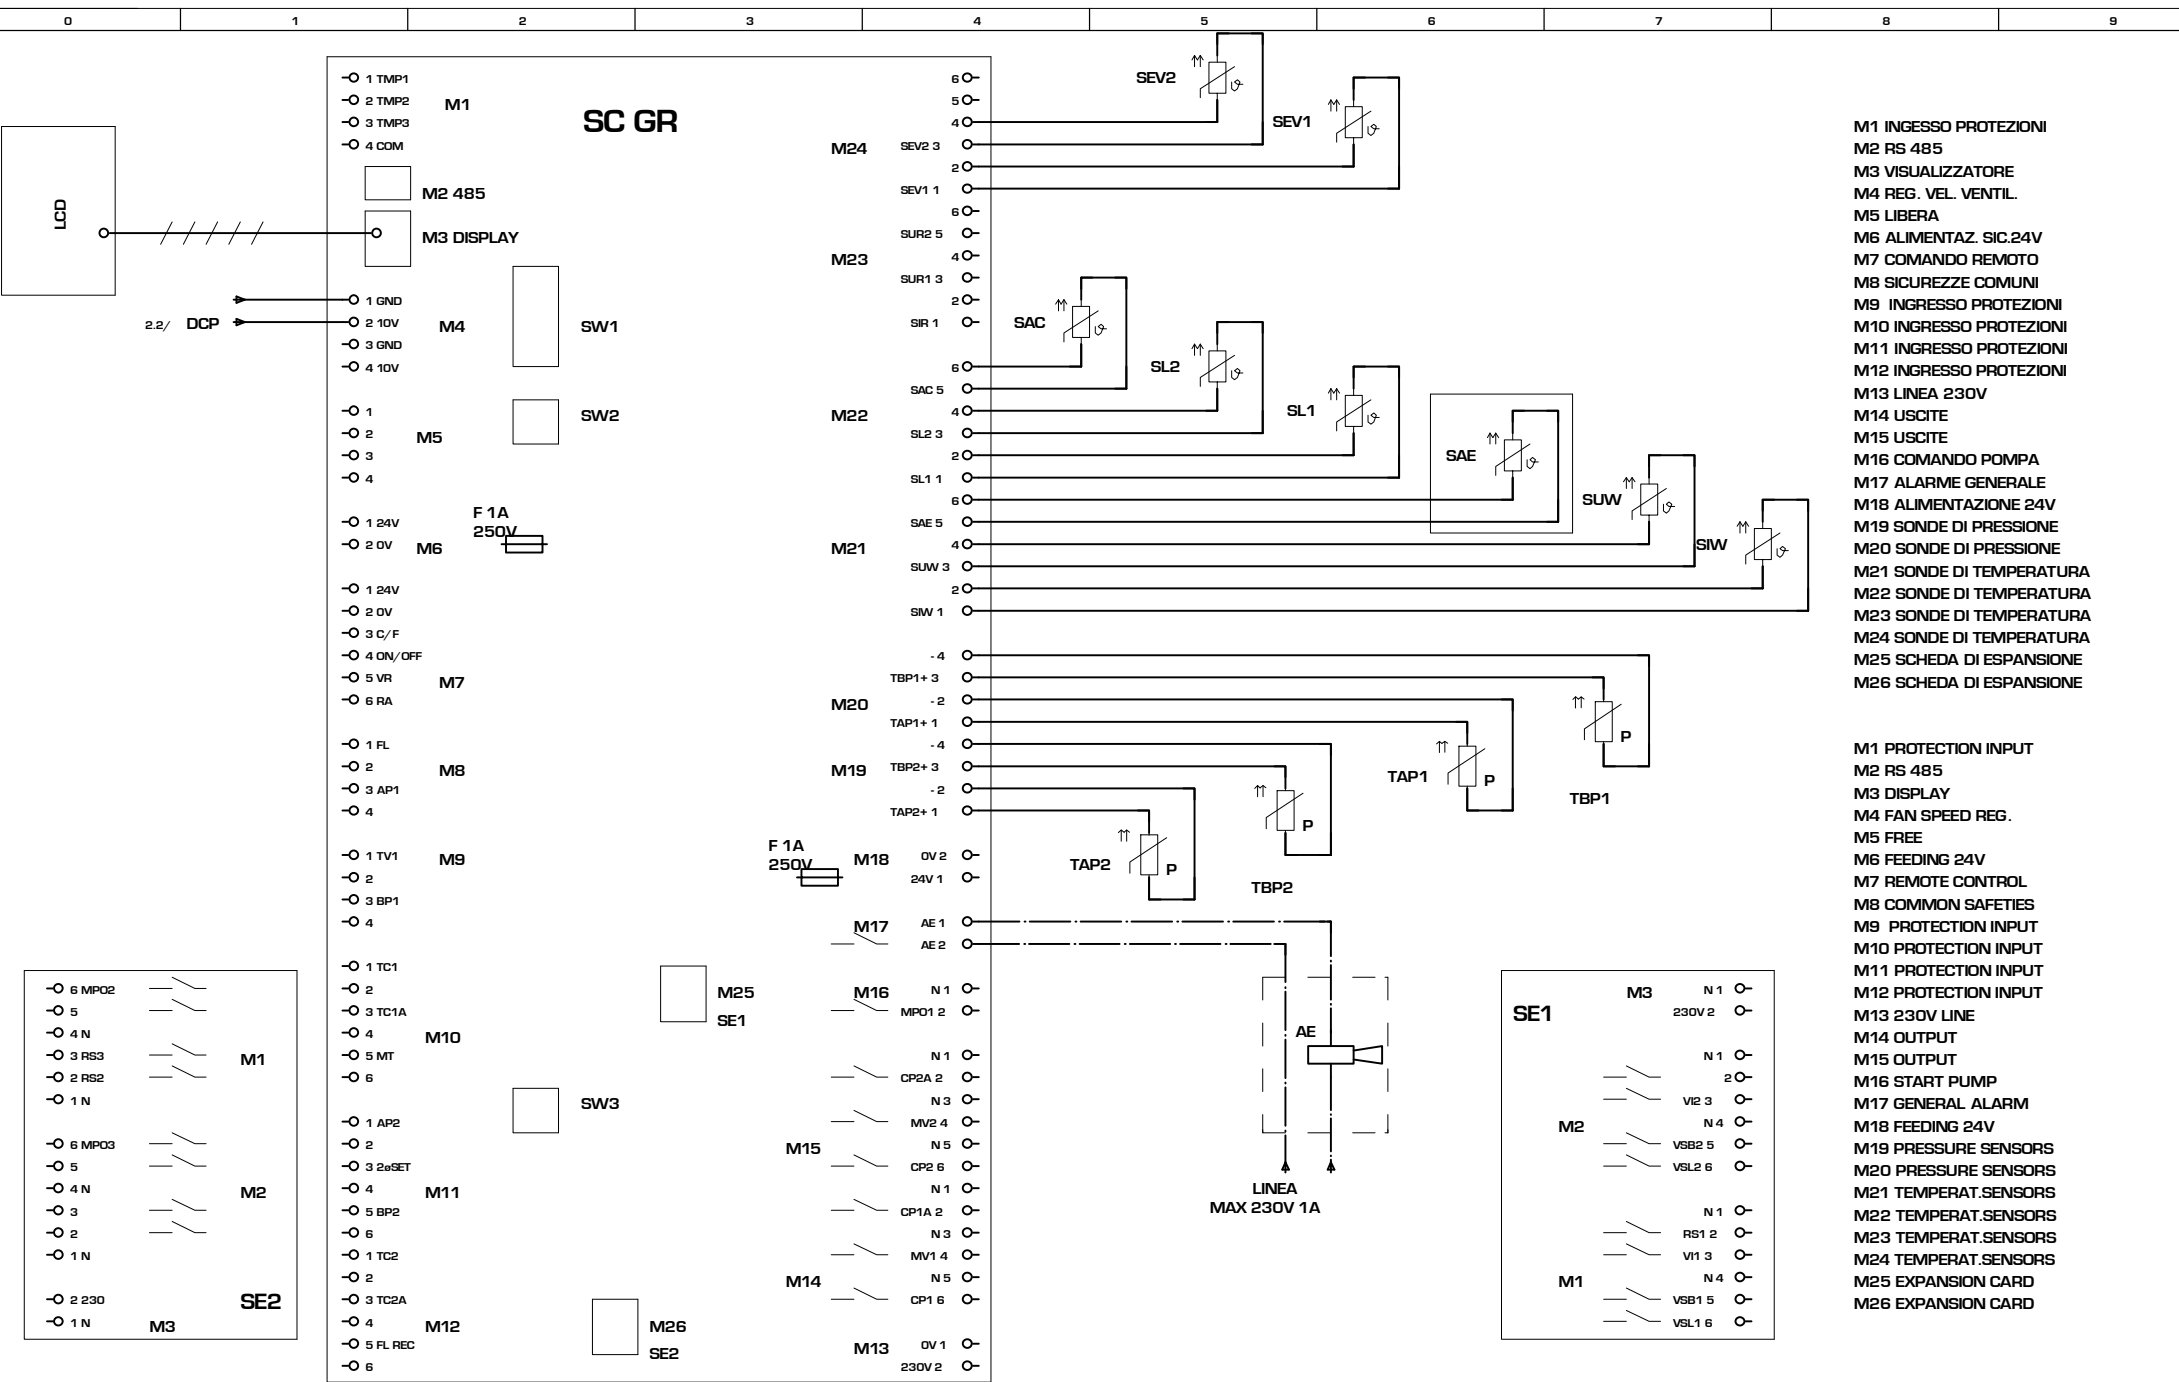 0 1 2 3 4 5 6 7 8 9
SC GR
LCD
2.2/ DCP
1 TMP1
2 TMP2
3 TMP3
4 COM
M1
M2 485
M3 DISPLAY
1 GND
2 10V
3 GND
4 10V
M4
SW1
1
2
3
4
M5
SW2
F 1A
250V
1 24V
2 0V
M6
1 24V
2 0V
3 C/F
4 ON/OFF
5 VR
6 RA
M7
1 FL
2
3 AP1
4
M8
1 TV1
2
3 BP1
4
M9
1 TC1
2
3 TC1A
4
5 MT
6
M10
SW3
1 AP2
2
3 2øSET
4
5 BP2
6
M11
1 TC2
2
3 TC2A
4
5 FL REC
6
M12
M25
SE1
M26
SE2
6
5
4
SEV2 3
2
SEV1 1
M24
6
SUR2 5
4
SUR1 3
2
SIR 1
M23
6
SAC 5
4
SL2 3
2
SL1 1
M22
6
SAE 5
4
SUW 3
2
SIW 1
M21
- 4
TBP1+ 3
- 2
TAP1+ 1
M20
- 4
TBP2+ 3
- 2
TAP2+ 1
M19
F 1A
250V
M18
0V 2
24V 1
M17
AE 1
AE 2
M16
N 1
MPO1 2
N 1
CP2A 2
N 3
MV2 4
N 5
CP2 6
M15
N 1
CP1A 2
N 3
MV1 4
N 5
CP1 6
M14
M13
0V 1
230V 2
SEV2
ϑ
SEV1
ϑ
SAC
ϑ
SL2
ϑ
SL1
ϑ
SAE
ϑ
SUW
ϑ
SIW
ϑ
TBP1
P
TAP1
P
TBP2
P
TAP2
P
AE
LINEA
MAX 230V 1A
6 MPO2
5
4 N
3 RS3
2 RS2
1 N
M1
6 MPO3
5
4 N
3
2
1 N
M2
2 230
1 N
M3
SE2
SE1
M3
N 1
230V 2
N 1
2
VI2 3
N 4
VSB2 5
VSL2 6
M2
N 1
RS1 2
VI1 3
N 4
VSB1 5
VSL1 6
M1
M1 INGESSO PROTEZIONI
M2 RS 485
M3 VISUALIZZATORE
M4 REG. VEL. VENTIL.
M5 LIBERA
M6 ALIMENTAZ. SIC.24V
M7 COMANDO REMOTO
M8 SICUREZZE COMUNI
M9 INGRESSO PROTEZIONI
M10 INGRESSO PROTEZIONI
M11 INGRESSO PROTEZIONI
M12 INGRESSO PROTEZIONI
M13 LINEA 230V
M14 USCITE
M15 USCITE
M16 COMANDO POMPA
M17 ALARME GENERALE
M18 ALIMENTAZIONE 24V
M19 SONDE DI PRESSIONE
M20 SONDE DI PRESSIONE
M21 SONDE DI TEMPERATURA
M22 SONDE DI TEMPERATURA
M23 SONDE DI TEMPERATURA
M24 SONDE DI TEMPERATURA
M25 SCHEDA DI ESPANSIONE
M26 SCHEDA DI ESPANSIONE
M1 PROTECTION INPUT
M2 RS 485
M3 DISPLAY
M4 FAN SPEED REG.
M5 FREE
M6 FEEDING 24V
M7 REMOTE CONTROL
M8 COMMON SAFETIES
M9 PROTECTION INPUT
M10 PROTECTION INPUT
M11 PROTECTION INPUT
M12 PROTECTION INPUT
M13 230V LINE
M14 OUTPUT
M15 OUTPUT
M16 START PUMP
M17 GENERAL ALARM
M18 FEEDING 24V
M19 PRESSURE SENSORS
M20 PRESSURE SENSORS
M21 TEMPERAT.SENSORS
M22 TEMPERAT.SENSORS
M23 TEMPERAT.SENSORS
M24 TEMPERAT.SENSORS
M25 EXPANSION CARD
M26 EXPANSION CARD